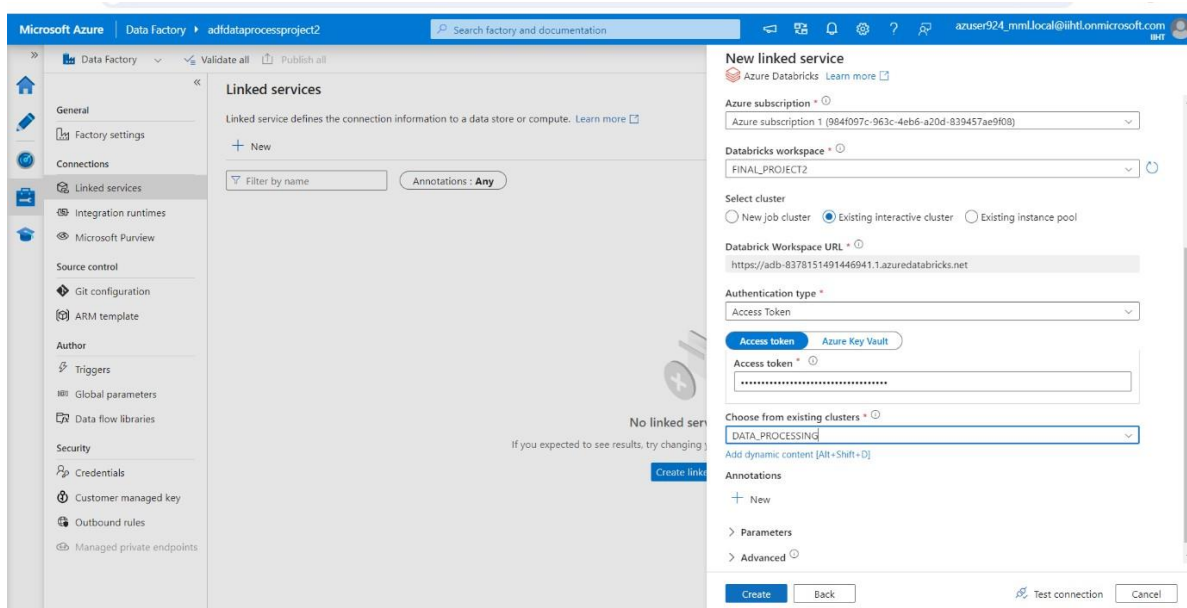 Microsoft Azure | Data Factory ▸ adfdataprocessproject2
Search factory and documentation
azuser924_mml.local@iihtl.onmicrosoft.com
IIHT
Data Factory
Validate all
Publish all
General
Factory settings
Connections
Linked services
Integration runtimes
Microsoft Purview
Source control
Git configuration
ARM template
Author
Triggers
Global parameters
Data flow libraries
Security
Credentials
Customer managed key
Outbound rules
Managed private endpoints
Linked services
Linked service defines the connection information to a data store or compute. Learn more
+ New
Filter by name
Annotations : Any
No linked serv
If you expected to see results, try changing
Create link
New linked service
Azure Databricks Learn more
Azure subscription *
Azure subscription 1 (984f097c-963c-4eb6-a20d-839457ae9f08)
Databricks workspace *
FINAL_PROJECT2
Select cluster
New job cluster
Existing interactive cluster
Existing instance pool
Databrick Workspace URL *
https://adb-8378151491446941.1.azuredatabricks.net
Authentication type *
Access Token
Access token
Azure Key Vault
Access token *
Choose from existing clusters *
DATA_PROCESSING
Add dynamic content [Alt+Shift+D]
Annotations
+ New
Parameters
Advanced
Create
Back
Test connection
Cancel